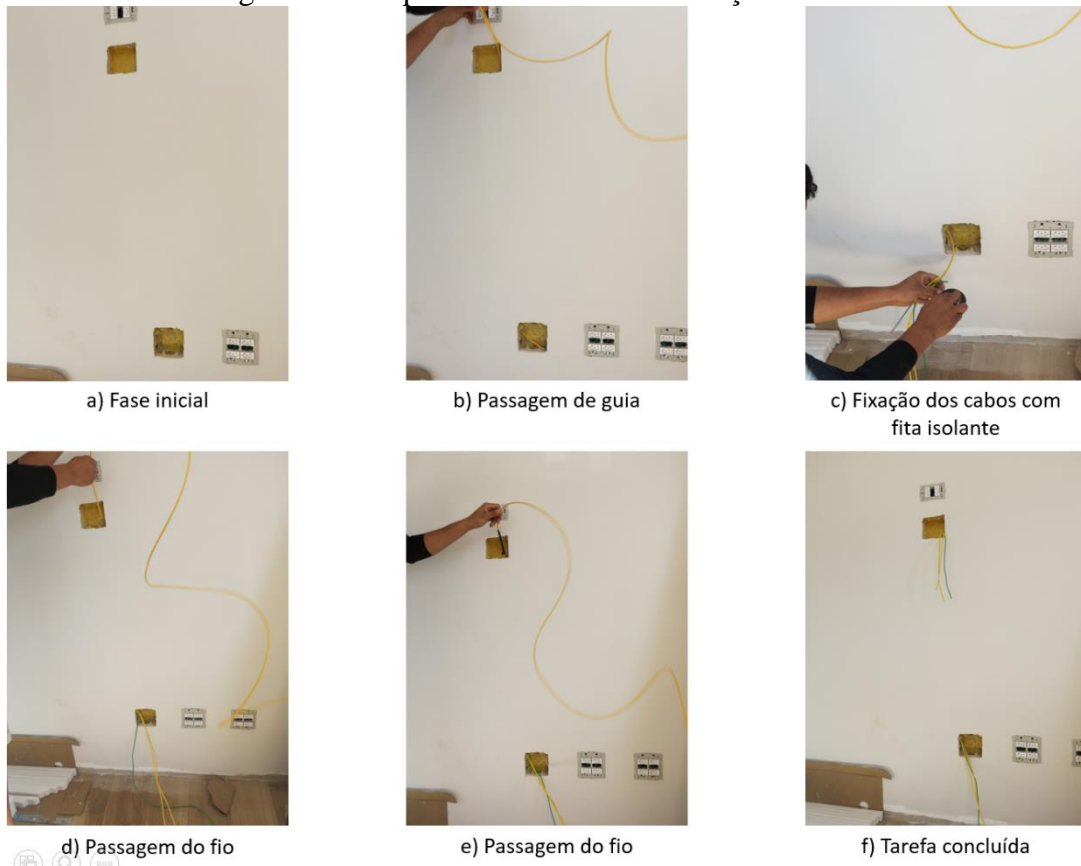 a) Fase inicial
b) Passagem de guia
c) Fixação dos cabos com
fita isolante
d) Passagem do fio
e) Passagem do fio
f) Tarefa concluída